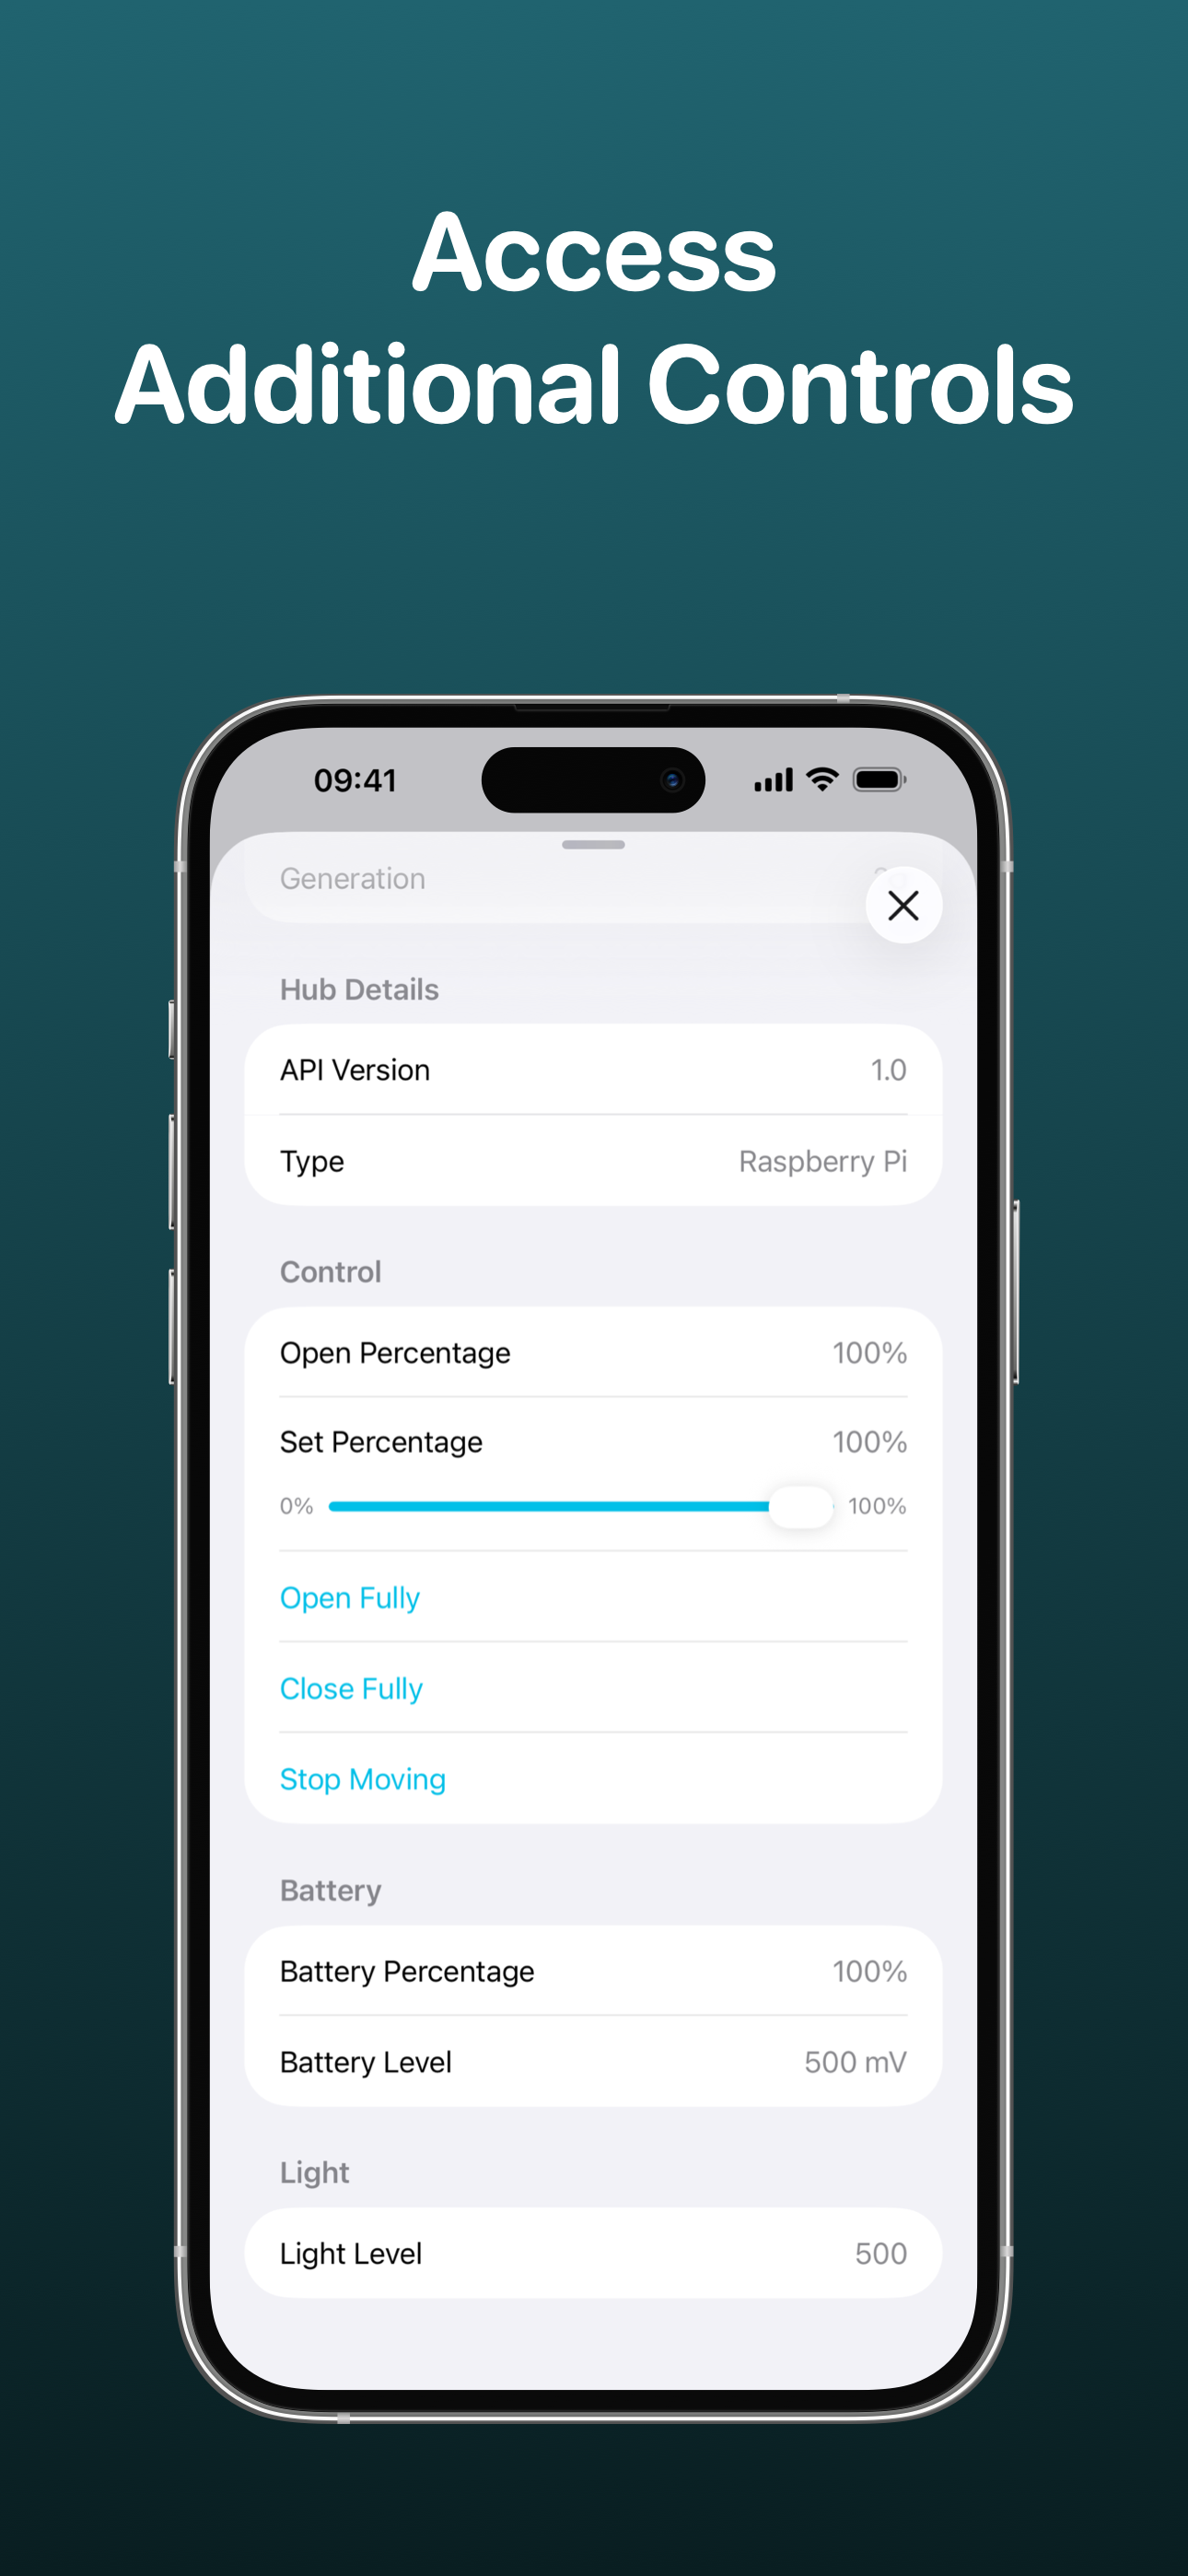 Access
Additional Controls
09:41
Generation
Hub Details
API Version 1.0
Type Raspberry Pi
Control
Open Percentage 100%
Set Percentage 100%
0% 100%
Open Fully
Close Fully
Stop Moving
Battery
Battery Percentage 100%
Battery Level 500 mV
Light
Light Level 500